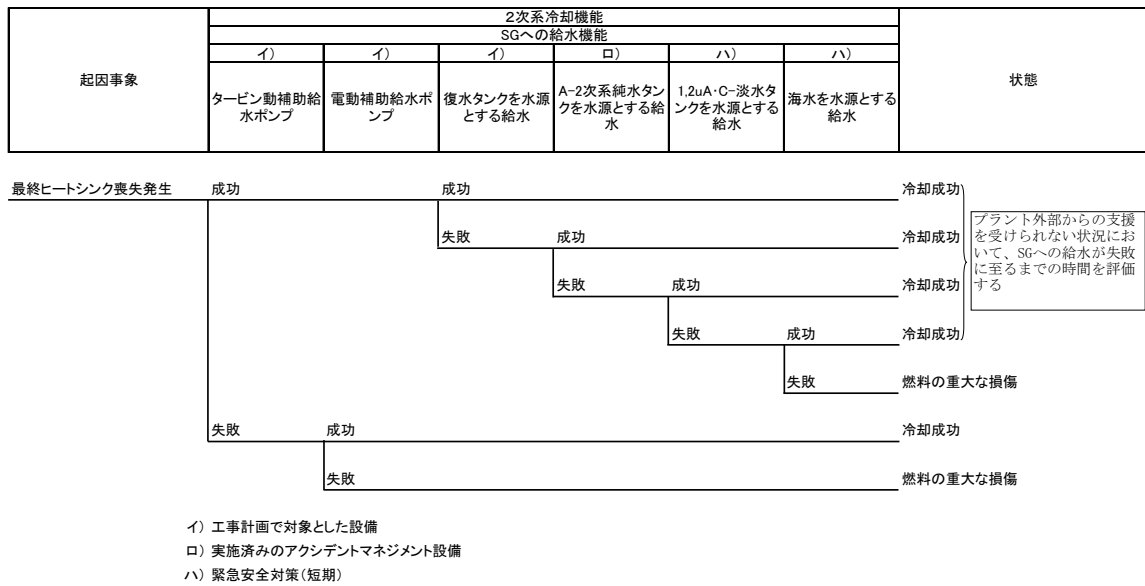 2次系冷却機能
SGへの給水機能
起因事象
状態
イ)
イ)
イ)
ロ)
ハ)
ハ)
タービン動補助給
水ポンプ
電動補助給水ポ
ンプ
復水タンクを水源
とする給水
A-2次系純水タン
クを水源とする給
水
1,2uA・C-淡水タ
ンクを水源とする
給水
海水を水源とする
給水
最終ヒートシンク喪失発生
成功
成功
冷却成功
失敗
成功
冷却成功
失敗
成功
冷却成功
失敗
成功
冷却成功
失敗
燃料の重大な損傷
失敗
成功
冷却成功
失敗
燃料の重大な損傷
プラント外部からの支援
を受けられない状況にお
いて、SGへの給水が失敗
に至るまでの時間を評価
する
イ) 工事計画で対象とした設備
ロ) 実施済みのアクシデントマネジメント設備
ハ) 緊急安全対策(短期)